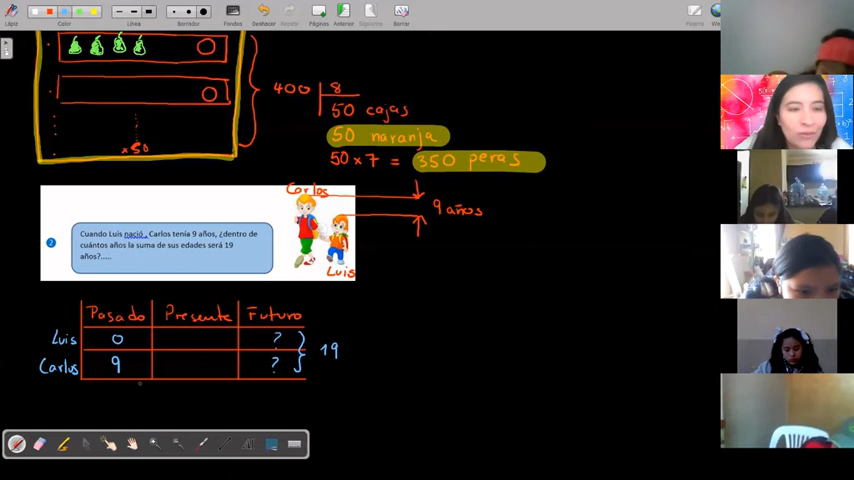 Lápiz
Color
Línea
Borrador
Fondos
Deshacer
Rehacer
Páginas
Anterior
Siguiente
Borrar
400 8
50 cajas
50 naranja
50 x 7 = 350 peras
x50
Carlos
9 años
2
Cuando Luis nació , Carlos tenía 9 años, ¿dentro de
cuántos años la suma de sus edades será 19
años?.....
Luis
Pasado Presente Futuro
Luis 0 ?
19
Carlos 9 ?